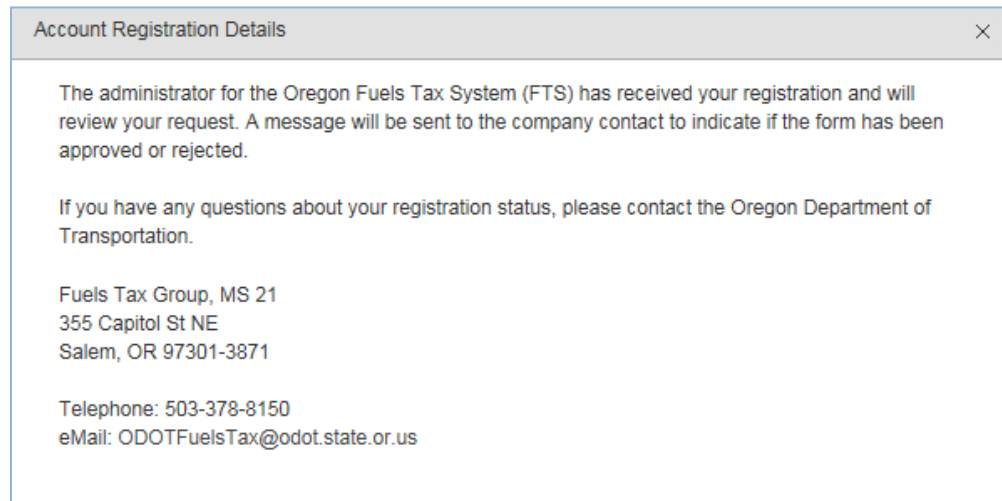 Account Registration Details
The administrator for the Oregon Fuels Tax System (FTS) has received your registration and will
review your request. A message will be sent to the company contact to indicate if the form has been
approved or rejected.
If you have any questions about your registration status, please contact the Oregon Department of
Transportation.
Fuels Tax Group, MS 21
355 Capitol St NE
Salem, OR 97301-3871
Telephone: 503-378-8150
eMail: ODOTFuelsTax@odot.state.or.us